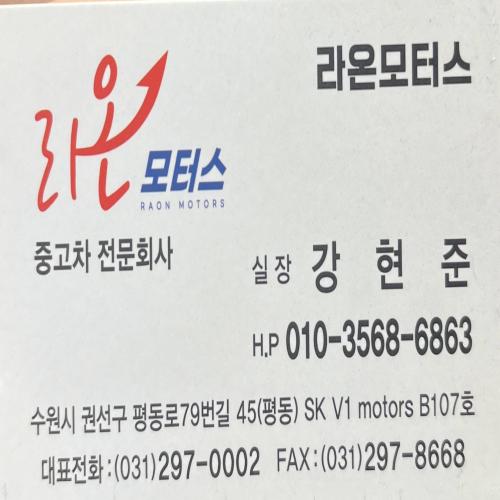 라온모터스
라온 모터스
RAON MOTORS
중고차 전문회사
실장 강 현 준
H.P 010-3568-6863
수원시 권선구 평동로79번길 45(평동) SK V1 motors B107호
대표전화:(031)297-0002 FAX:(031)297-8668